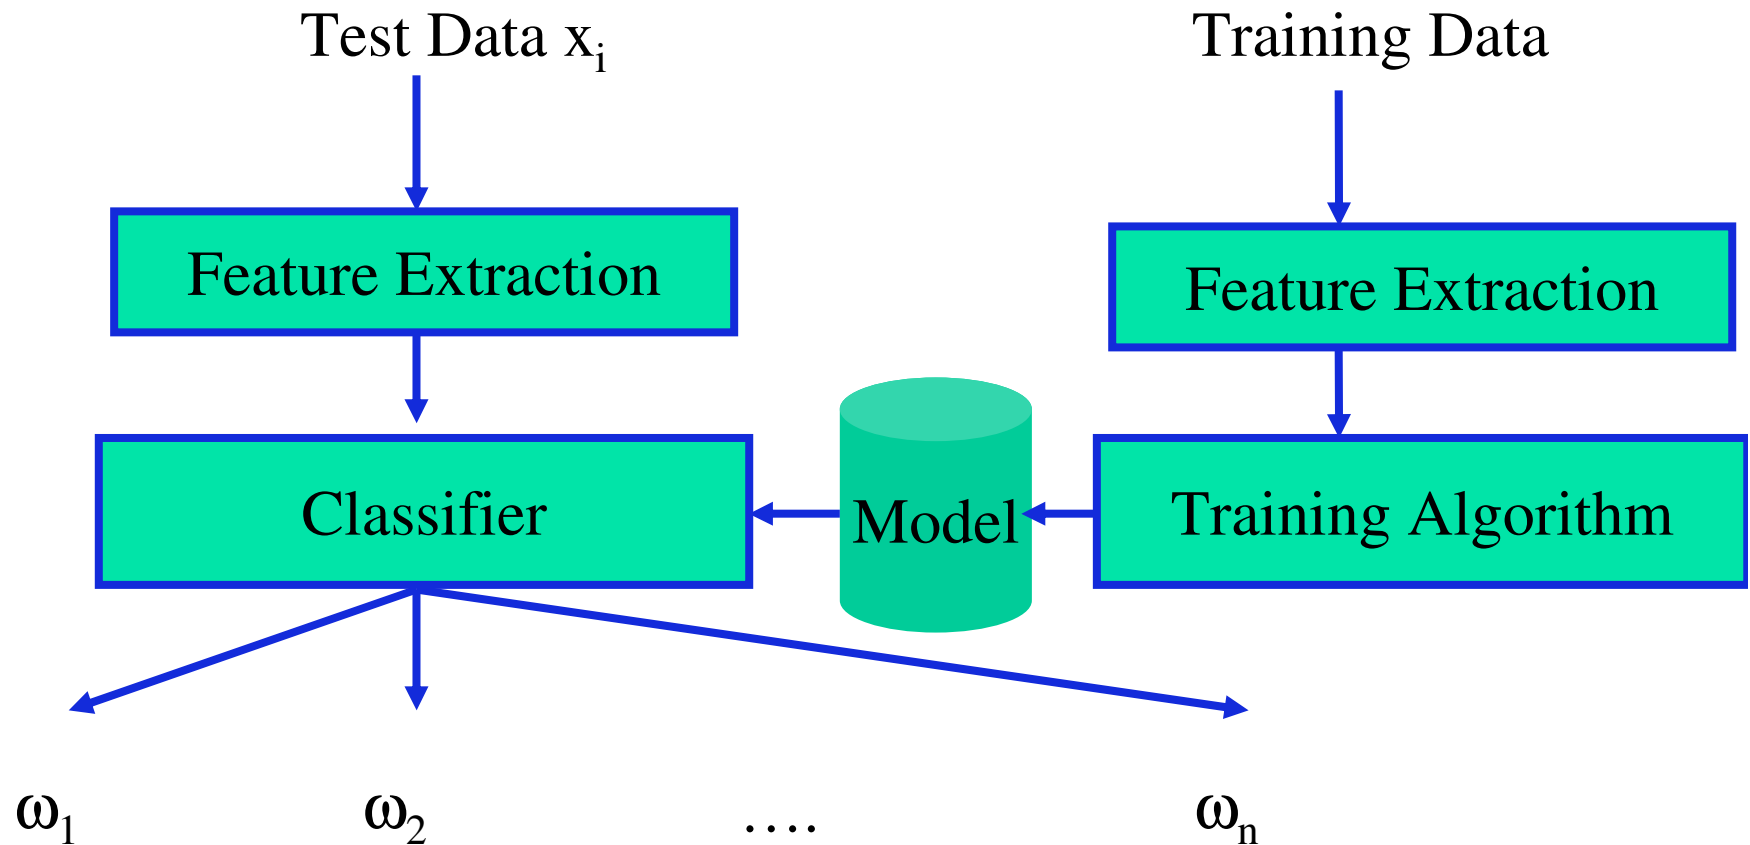 Test Data xᵢ
Training Data
Feature Extraction
Feature Extraction
Classifier
Model
Training Algorithm
ω₁
ω₂
....
ωₙ